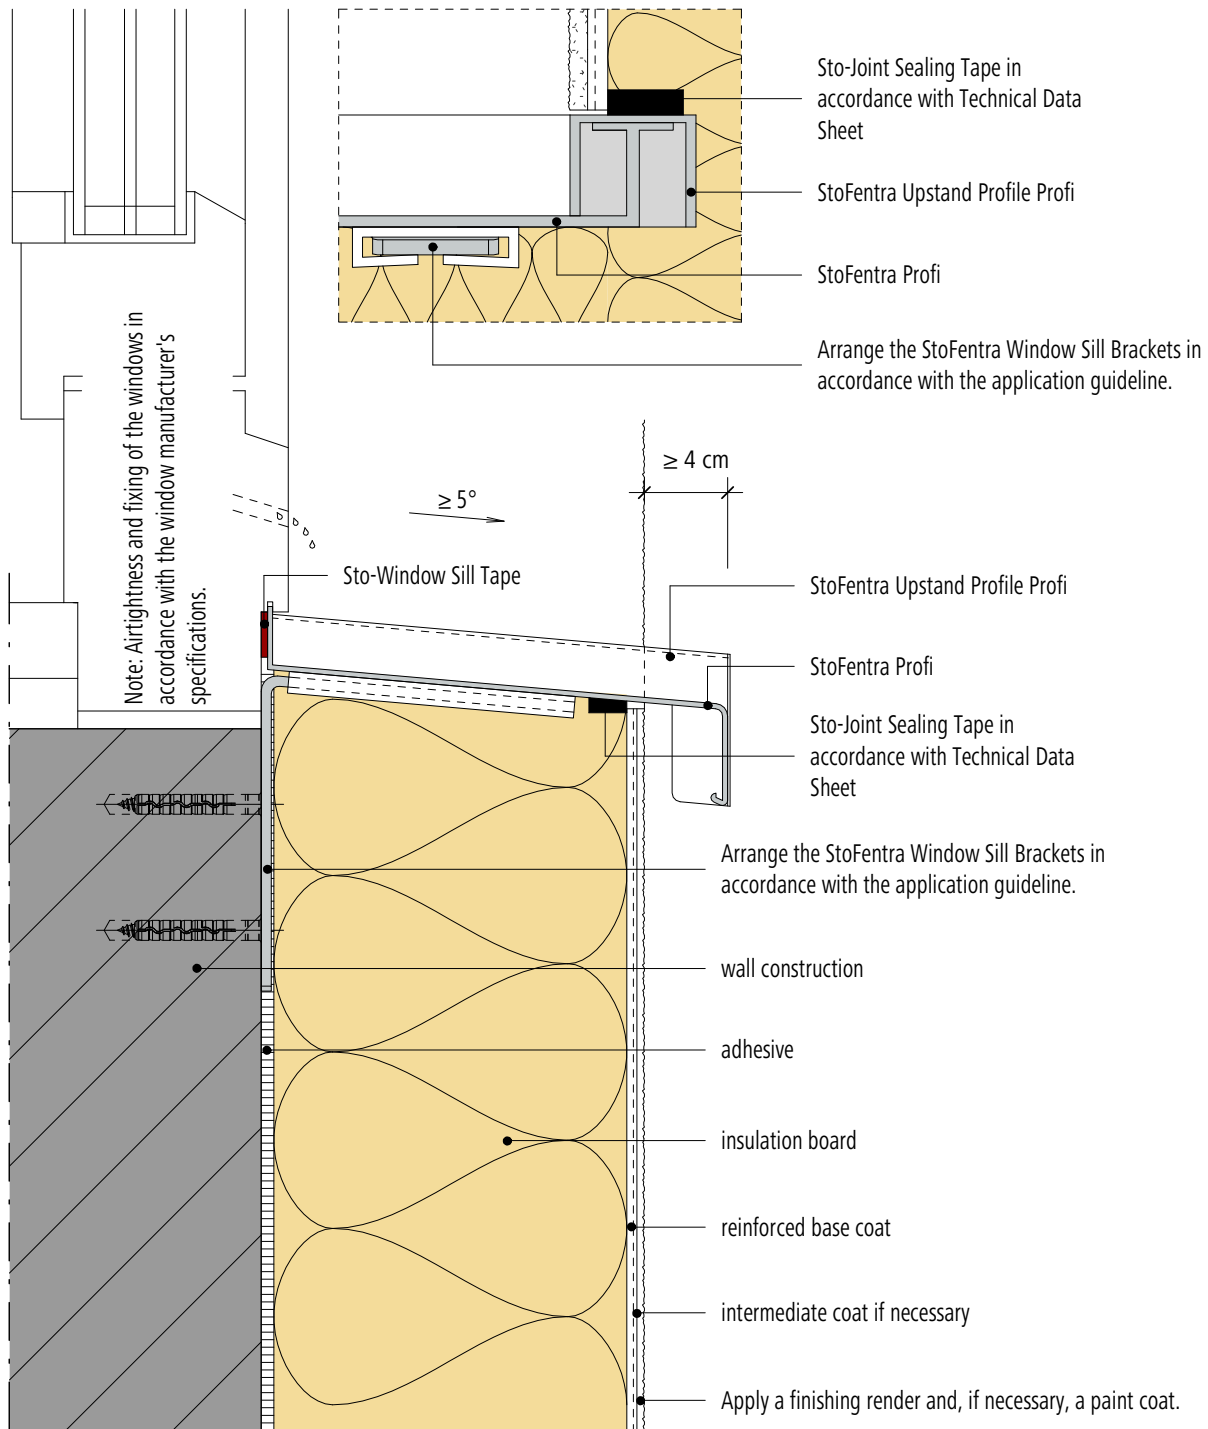 Sto-Joint Sealing Tape in
accordance with Technical Data
Sheet
StoFentra Upstand Profile Profi
StoFentra Profi
Arrange the StoFentra Window Sill Brackets in
accordance with the application guideline.
Note: Airtightness and fixing of the windows in
accordance with the window manufacturer's
specifications.
≥ 4 cm
≥ 5°
Sto-Window Sill Tape
StoFentra Upstand Profile Profi
StoFentra Profi
Sto-Joint Sealing Tape in
accordance with Technical Data
Sheet
Arrange the StoFentra Window Sill Brackets in
accordance with the application guideline.
wall construction
adhesive
insulation board
reinforced base coat
intermediate coat if necessary
Apply a finishing render and, if necessary, a paint coat.